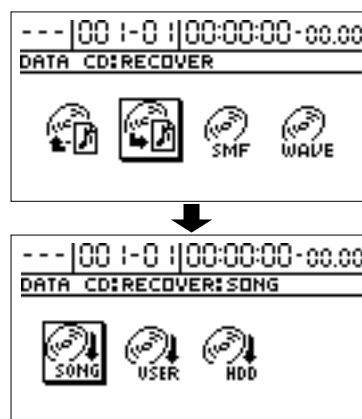 ---|001-01|00:00:00-00.00
DATA CD:RECOVER
SMF WAVE
---|001-01|00:00:00-00.00
DATA CD:RECOVER:SONG
SONG USER HDD